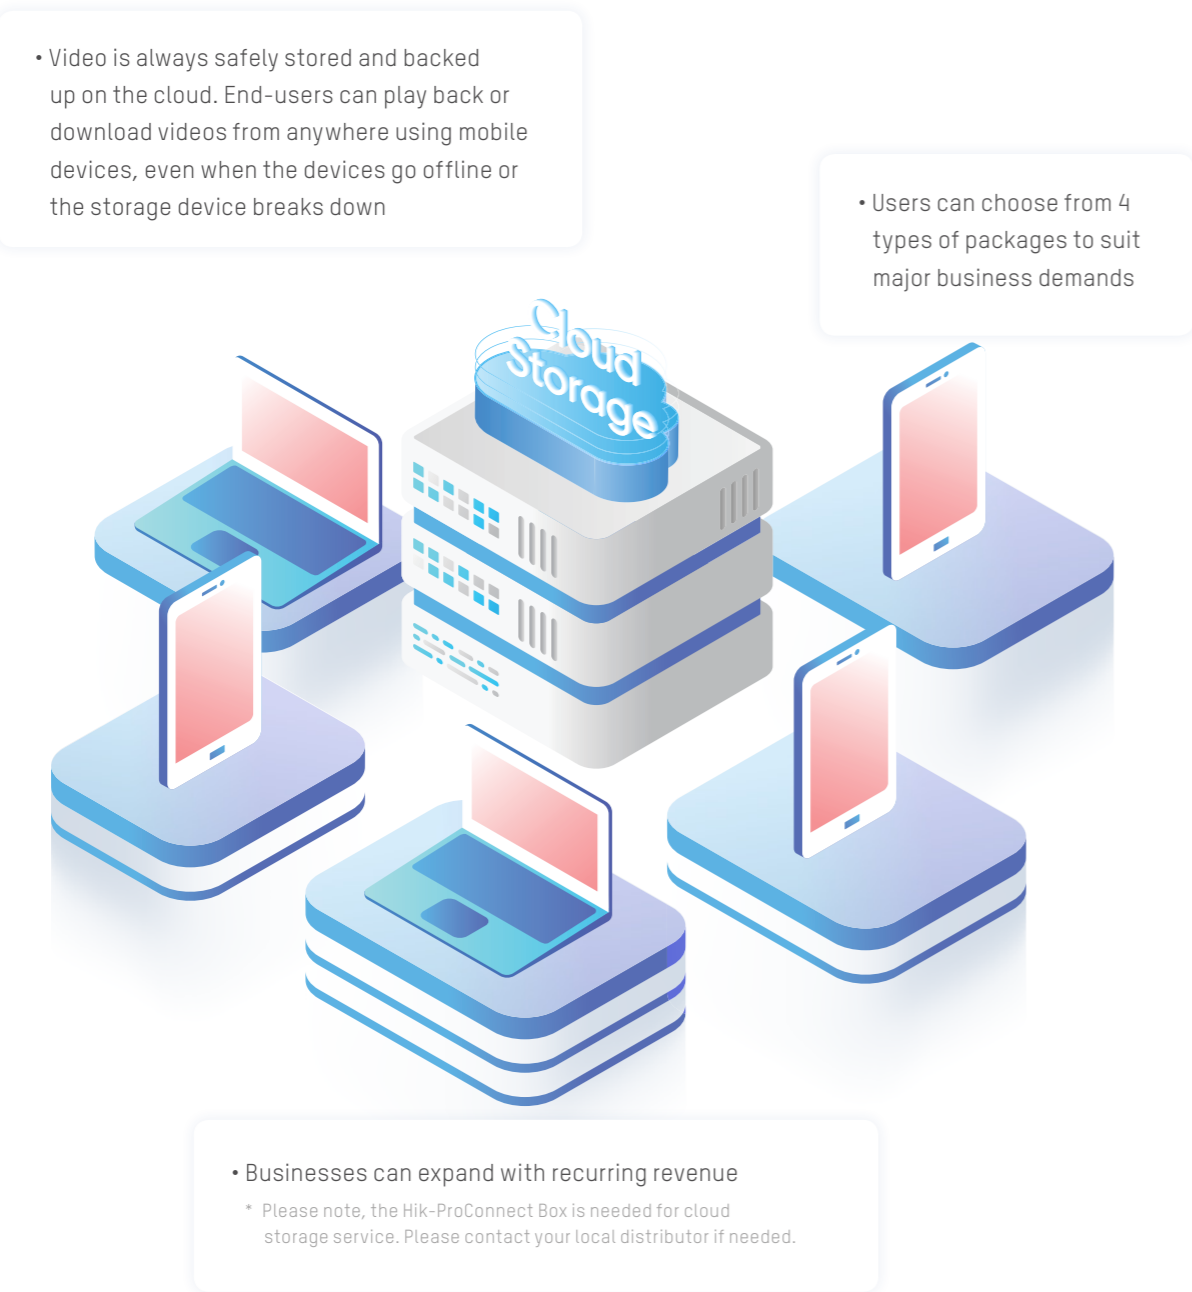 • Video is always safely stored and backed
up on the cloud. End-users can play back or
download videos from anywhere using mobile
devices, even when the devices go offline or
the storage device breaks down
• Users can choose from 4
types of packages to suit
major business demands
Cloud
Storage
• Businesses can expand with recurring revenue
* Please note, the Hik-ProConnect Box is needed for cloud
storage service. Please contact your local distributor if needed.